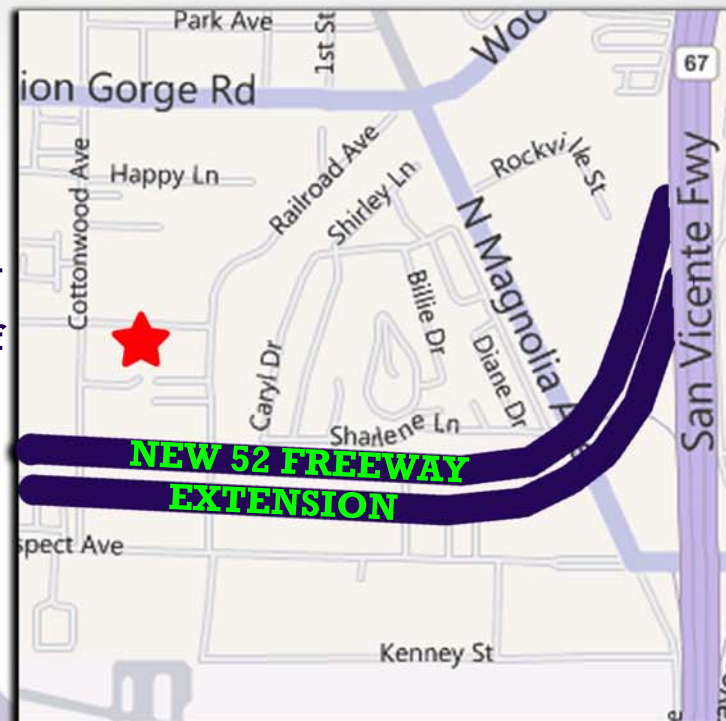 Park Ave
1st St
Woo
67
ion Gorge Rd
Cottonwood Ave
Happy Ln
Railroad Ave
Shirley Ln
Rockville St
San Vicente Fwy
N Magnolia A
Billie Dr
Diane Dr
Caryl Dr
Sharlene Ln
NEW 52 FREEWAY
EXTENSION
spect Ave
Kenney St